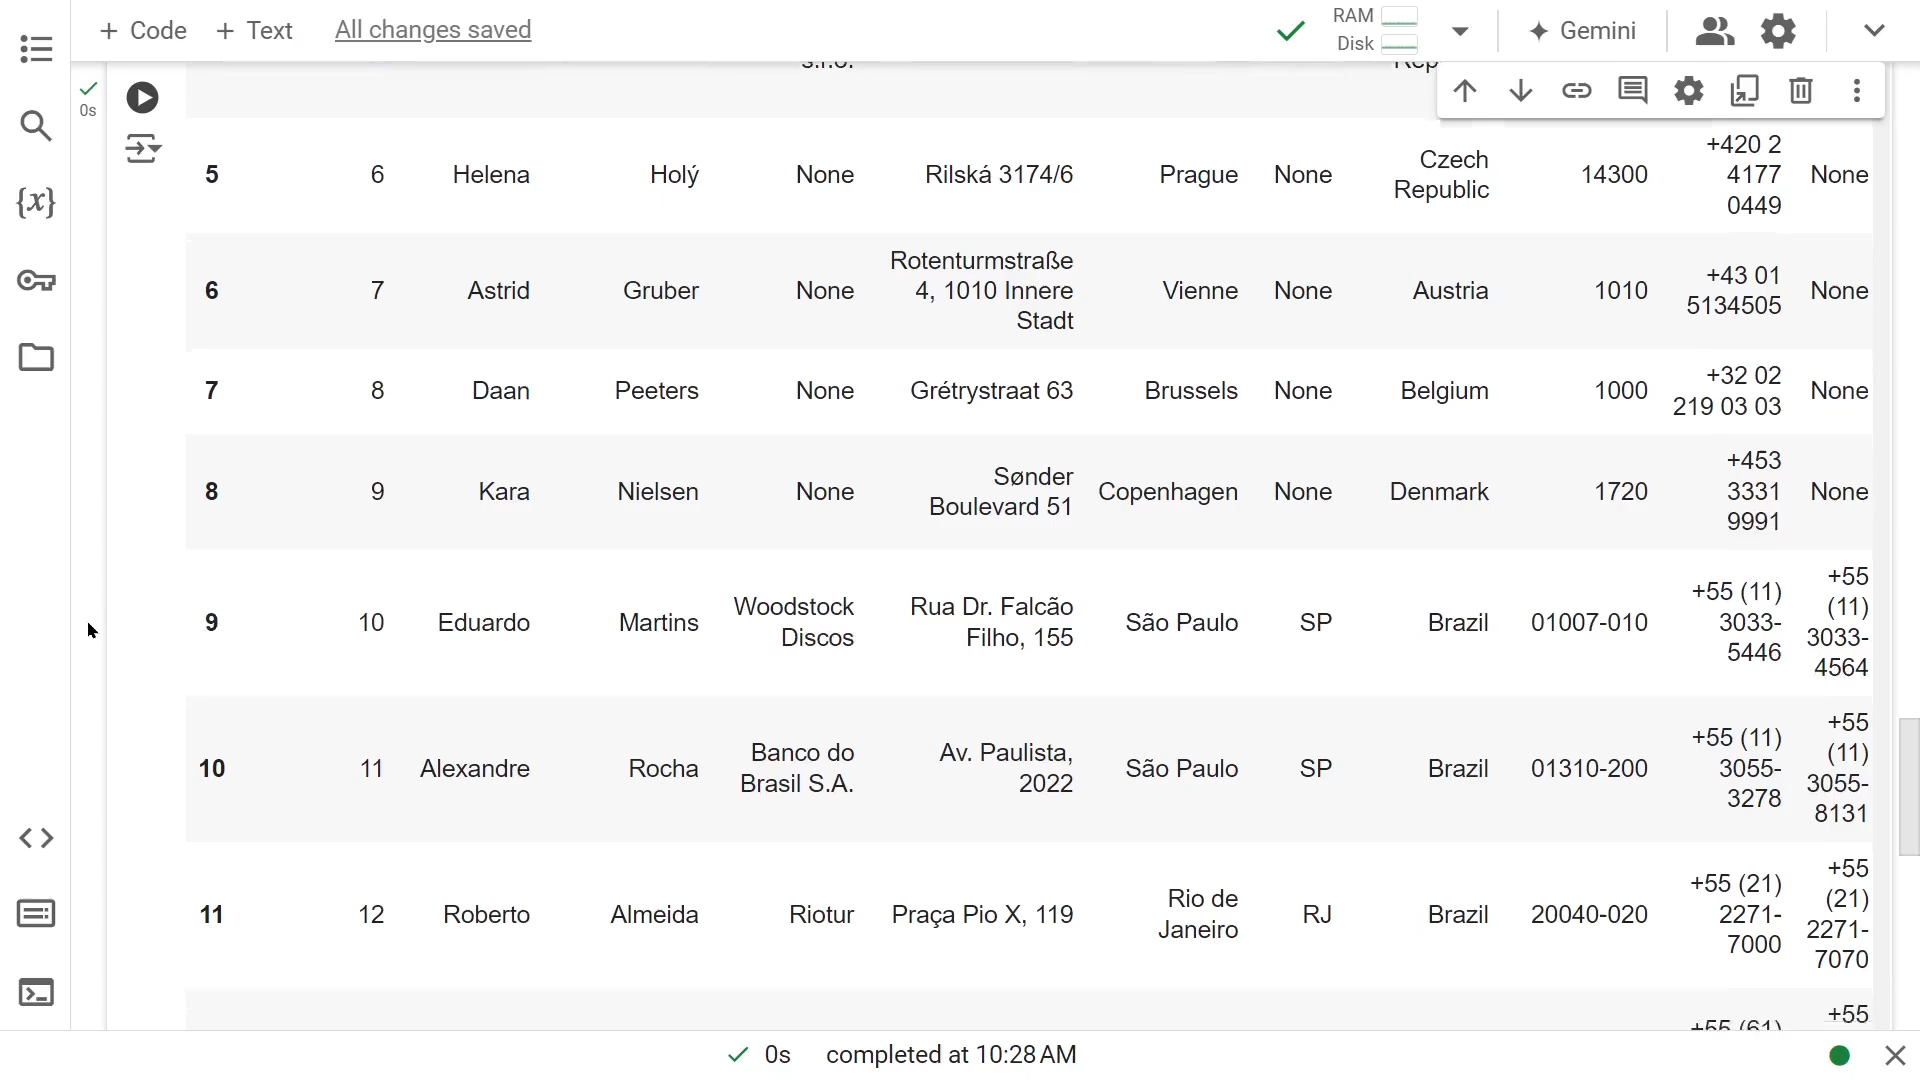 + Code + Text All changes saved RAM Disk Gemini
0s
s.r.o.
5 6 Helena Holý None Rilská 3174/6 Prague None Czech Republic 14300 +420 2 4177 0449 None
6 7 Astrid Gruber None Rotenturmstraße 4, 1010 Innere Stadt Vienne None Austria 1010 +43 01 5134505 None
7 8 Daan Peeters None Grétrystraat 63 Brussels None Belgium 1000 +32 02 219 03 03 None
8 9 Kara Nielsen None Sønder Boulevard 51 Copenhagen None Denmark 1720 +453 3331 9991 None
9 10 Eduardo Martins Woodstock Discos Rua Dr. Falcão Filho, 155 São Paulo SP Brazil 01007-010 +55 (11) 3033-5446 +55 (11) 3033-4564
10 11 Alexandre Rocha Banco do Brasil S.A. Av. Paulista, 2022 São Paulo SP Brazil 01310-200 +55 (11) 3055-3278 +55 (11) 3055-8131
11 12 Roberto Almeida Riotur Praça Pio X, 119 Rio de Janeiro RJ Brazil 20040-020 +55 (21) 2271-7000 +55 (21) 2271-7070
+55 (61) +55
0s completed at 10:28 AM